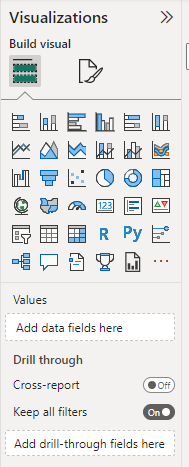 Visualizations
Build visual
123
R Py
Values
Add data fields here
Drill through
Cross-report Off
Keep all filters On
Add drill-through fields here